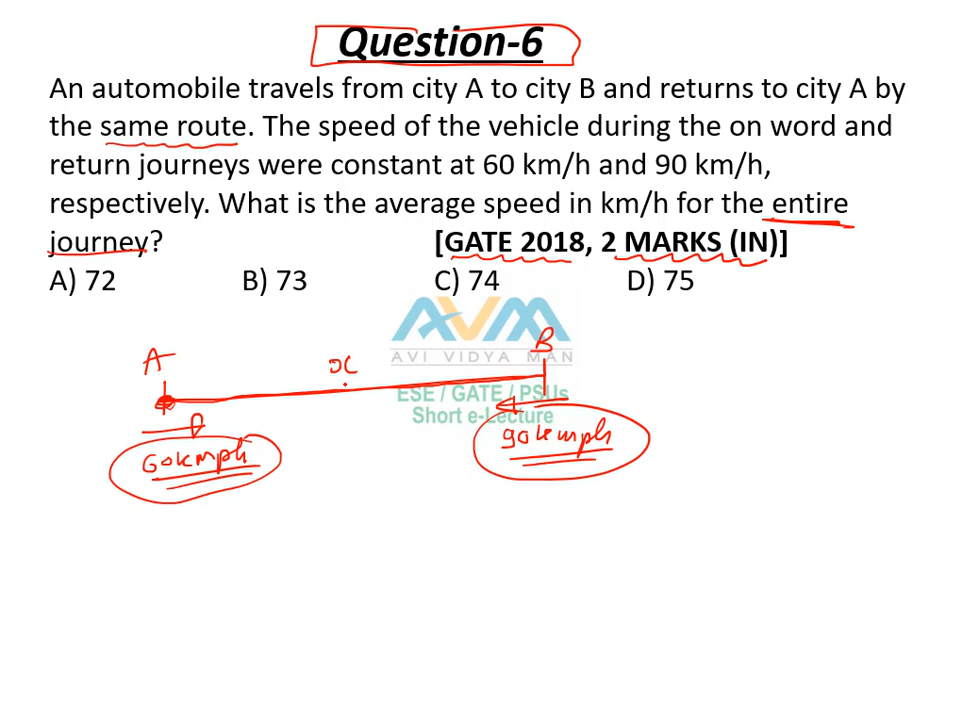 Question-6
An automobile travels from city A to city B and returns to city A by
the same route. The speed of the vehicle during the on word and
return journeys were constant at 60 km/h and 90 km/h,
respectively. What is the average speed in km/h for the entire
journey? [GATE 2018, 2 MARKS (IN)]
A) 72 B) 73 C) 74 D) 75
AVM
AVI VIDYA MAN
ESE / GATE / PSUs
Short e-Lecture
A x B
60kmph 90kmph